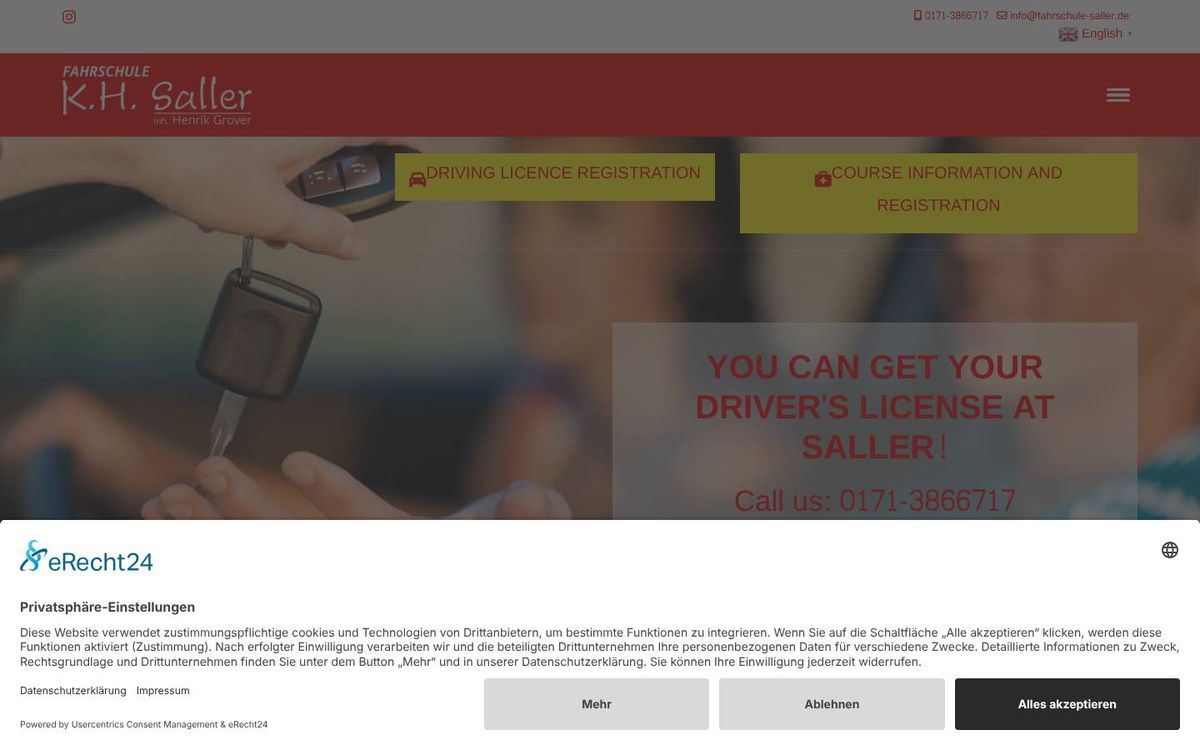 0171-3866717 info@fahrschule-saller.de
English
FAHRSCHULE
K.H. Saller
Inh. Henrik Grover
DRIVING LICENCE REGISTRATION
COURSE INFORMATION AND
REGISTRATION
YOU CAN GET YOUR
DRIVER'S LICENSE AT
SALLER!
Call us: 0171-3866717
eRecht24
Privatsphäre-Einstellungen
Diese Website verwendet zustimmungspflichtige cookies und Technologien von Drittanbietern, um bestimmte Funktionen zu integrieren. Wenn Sie auf die Schaltfläche „Alle akzeptieren“ klicken, werden diese
Funktionen aktiviert (Zustimmung). Nach erfolgter Einwilligung verarbeiten wir und die beteiligten Drittunternehmen Ihre personenbezogenen Daten für verschiedene Zwecke. Detaillierte Informationen zu Zweck,
Rechtsgrundlage und Drittunternehmen finden Sie unter dem Button „Mehr“ und in unserer Datenschutzerklärung. Sie können Ihre Einwilligung jederzeit widerrufen.
Datenschutzerklärung Impressum
Mehr Ablehnen Alles akzeptieren
Powered by Usercentrics Consent Management & eRecht24